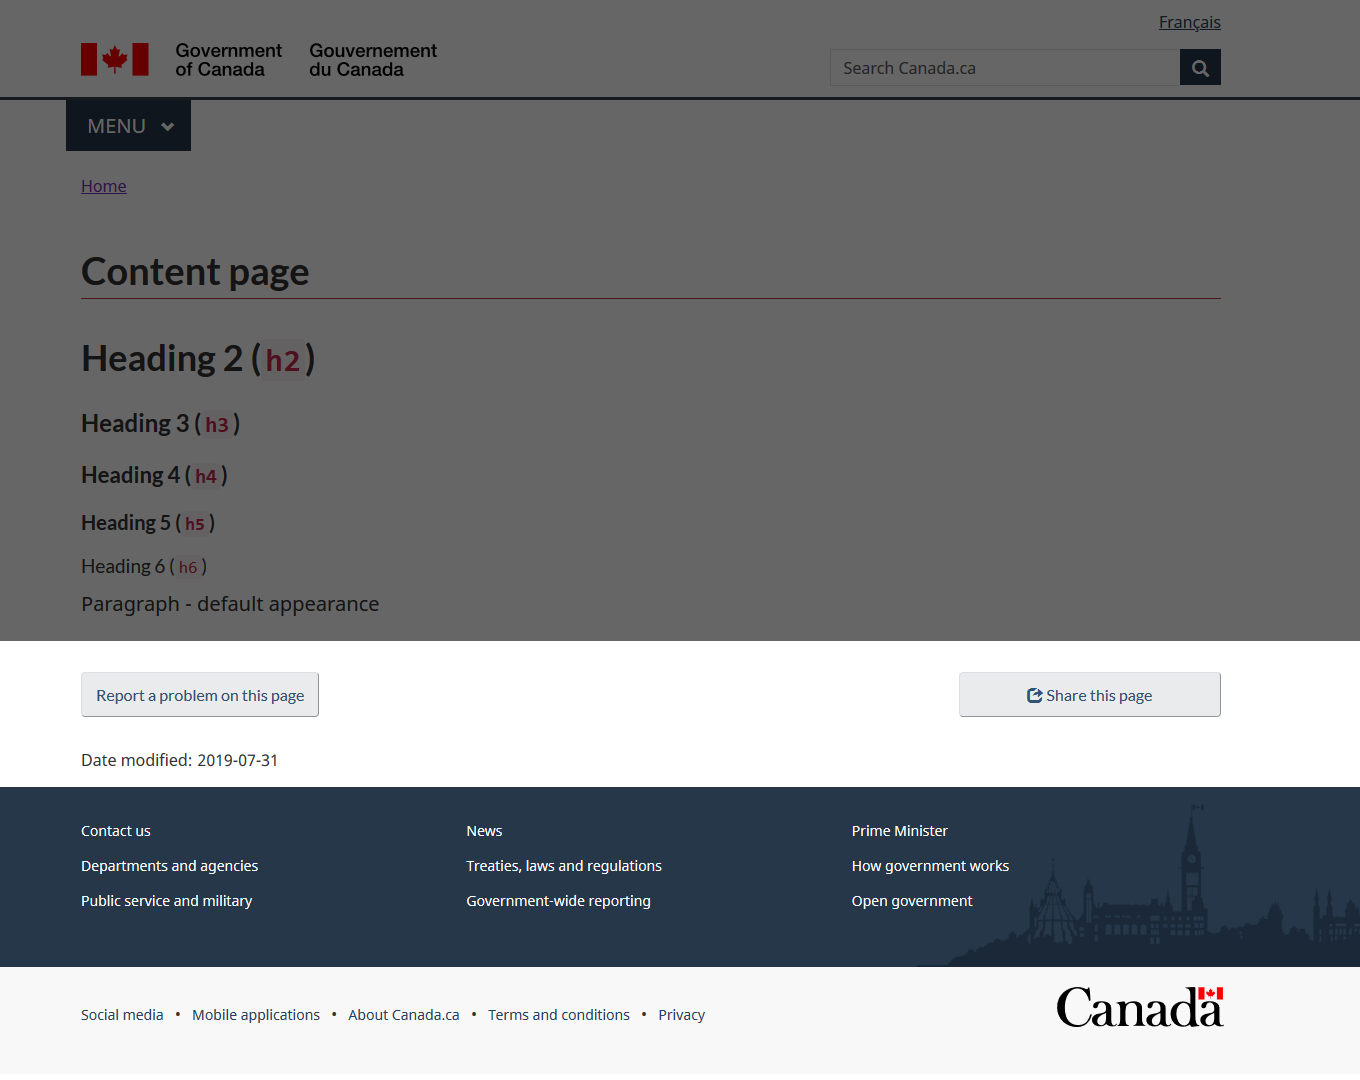 Français
Government of Canada
Gouvernement du Canada
Search Canada.ca
MENU
Home
Content page
Heading 2 (h2)
Heading 3 (h3)
Heading 4 (h4)
Heading 5 (h5)
Heading 6 (h6)
Paragraph - default appearance
Report a problem on this page
Share this page
Date modified: 2019-07-31
Contact us
News
Prime Minister
Departments and agencies
Treaties, laws and regulations
How government works
Public service and military
Government-wide reporting
Open government
Social media • Mobile applications • About Canada.ca • Terms and conditions • Privacy
Canada